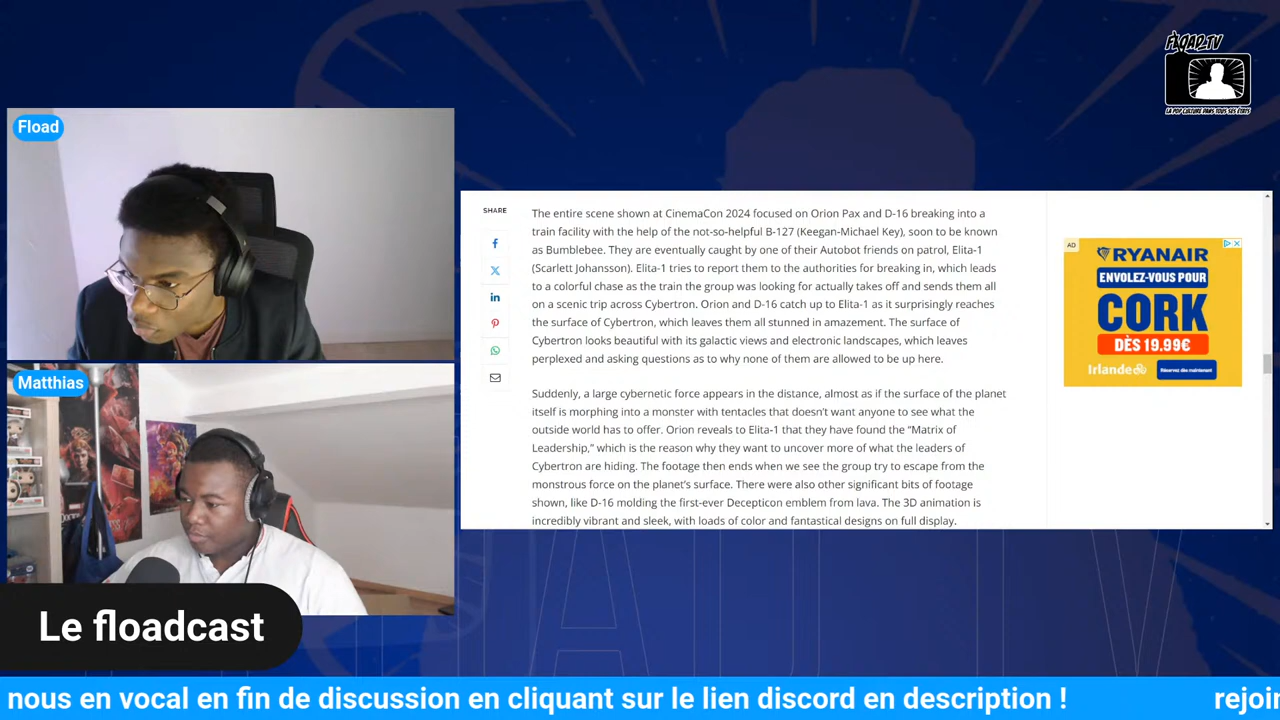 FLOAD.TV
LA POP CULTURE DANS TOUS SES ÉTATS
Fload
Matthias
SHARE
The entire scene shown at CinemaCon 2024 focused on Orion Pax and D-16 breaking into a
train facility with the help of the not-so-helpful B-127 (Keegan-Michael Key), soon to be known
as Bumblebee. They are eventually caught by one of their Autobot friends on patrol, Elita-1
(Scarlett Johansson). Elita-1 tries to report them to the authorities for breaking in, which leads
to a colorful chase as the train the group was looking for actually takes off and sends them all
on a scenic trip across Cybertron. Orion and D-16 catch up to Elita-1 as it surprisingly reaches
the surface of Cybertron, which leaves them all stunned in amazement. The surface of
Cybertron looks beautiful with its galactic views and electronic landscapes, which leaves
perplexed and asking questions as to why none of them are allowed to be up here.
Suddenly, a large cybernetic force appears in the distance, almost as if the surface of the planet
itself is morphing into a monster with tentacles that doesn't want anyone to see what the
outside world has to offer. Orion reveals to Elita-1 that they have found the “Matrix of
Leadership,” which is the reason why they want to uncover more of what the leaders of
Cybertron are hiding. The footage then ends when we see the group try to escape from the
monstrous force on the planet's surface. There were also other significant bits of footage
shown, like D-16 molding the first-ever Decepticon emblem from lava. The 3D animation is
incredibly vibrant and sleek, with loads of color and fantastical designs on full display.
AD
RYANAIR
ENVOLEZ-VOUS POUR
CORK
DÈS 19.99€
Irlande
Réservez dès maintenant
Le floadcast
nous en vocal en fin de discussion en cliquant sur le lien discord en description !
rejoin